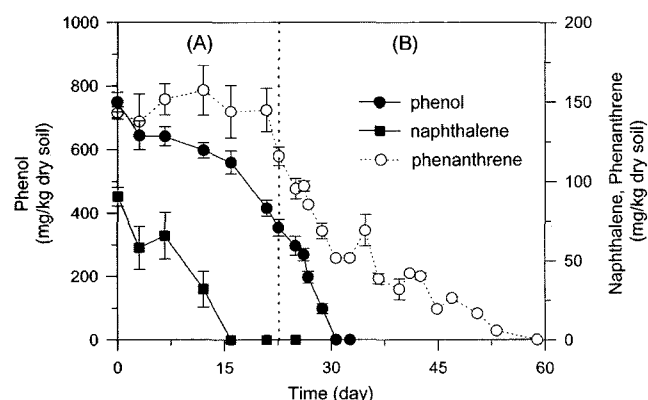 1000
800
600
400
200
0
Phenol
(mg/kg dry soil)
(A)
(B)
phenol
naphthalene
phenanthrene
200
150
100
50
0
Naphthalene, Phenanthrene
(mg/kg dry soil)
0
15
30
45
60
Time (day)